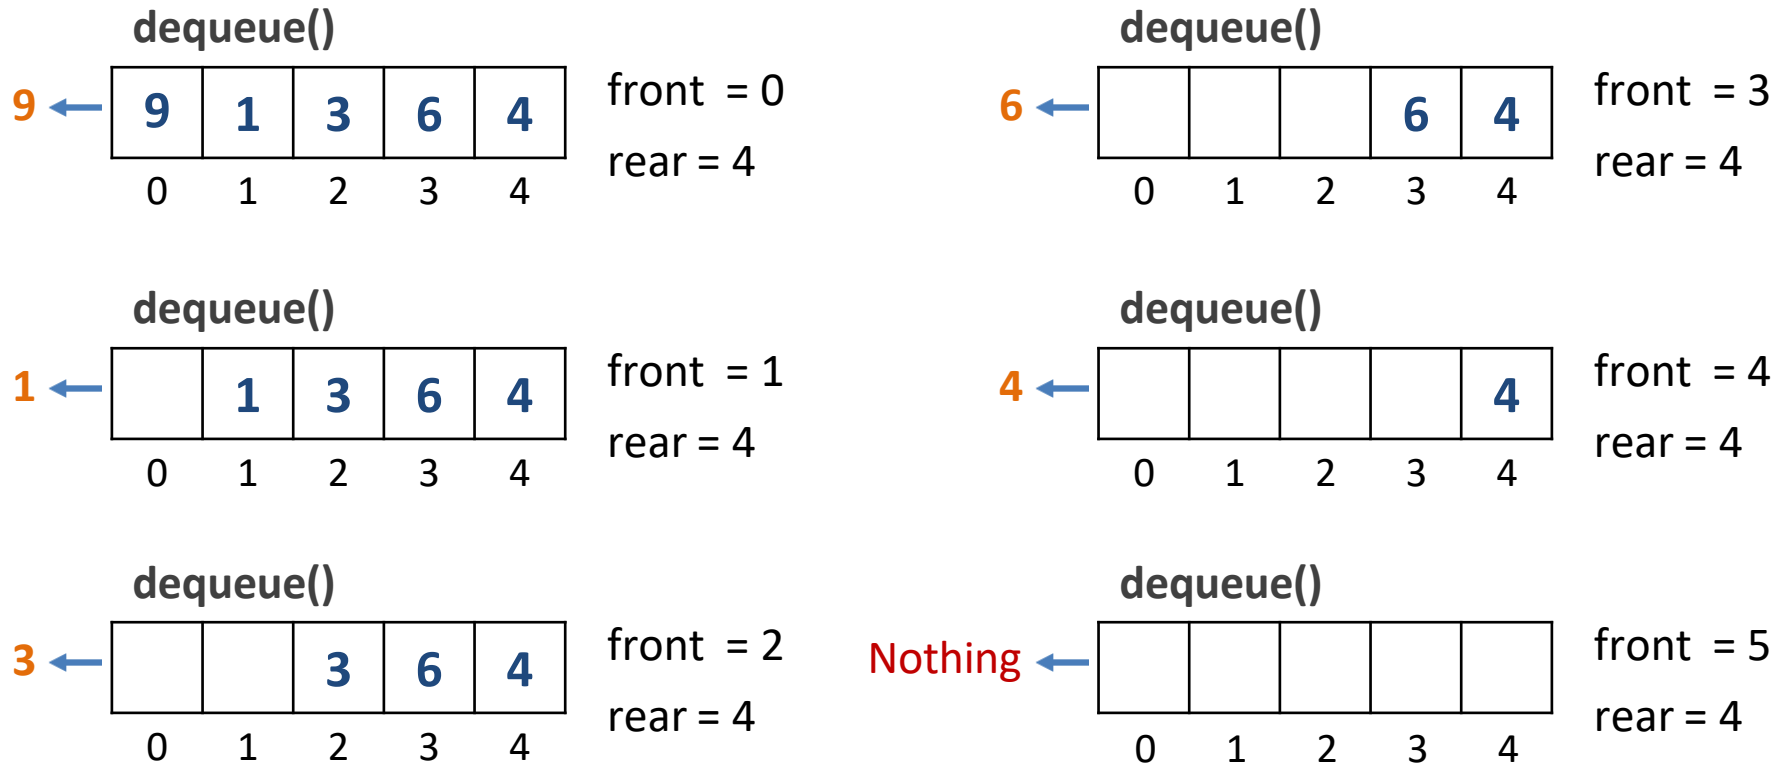 dequeue()
9 9 1 3 6 4 front = 0
rear = 4
0 1 2 3 4
dequeue()
1 1 3 6 4 front = 1
rear = 4
0 1 2 3 4
dequeue()
3 3 6 4 front = 2
rear = 4
0 1 2 3 4
dequeue()
6 6 4 front = 3
rear = 4
0 1 2 3 4
dequeue()
4 4 front = 4
rear = 4
0 1 2 3 4
dequeue()
Nothing front = 5
rear = 4
0 1 2 3 4